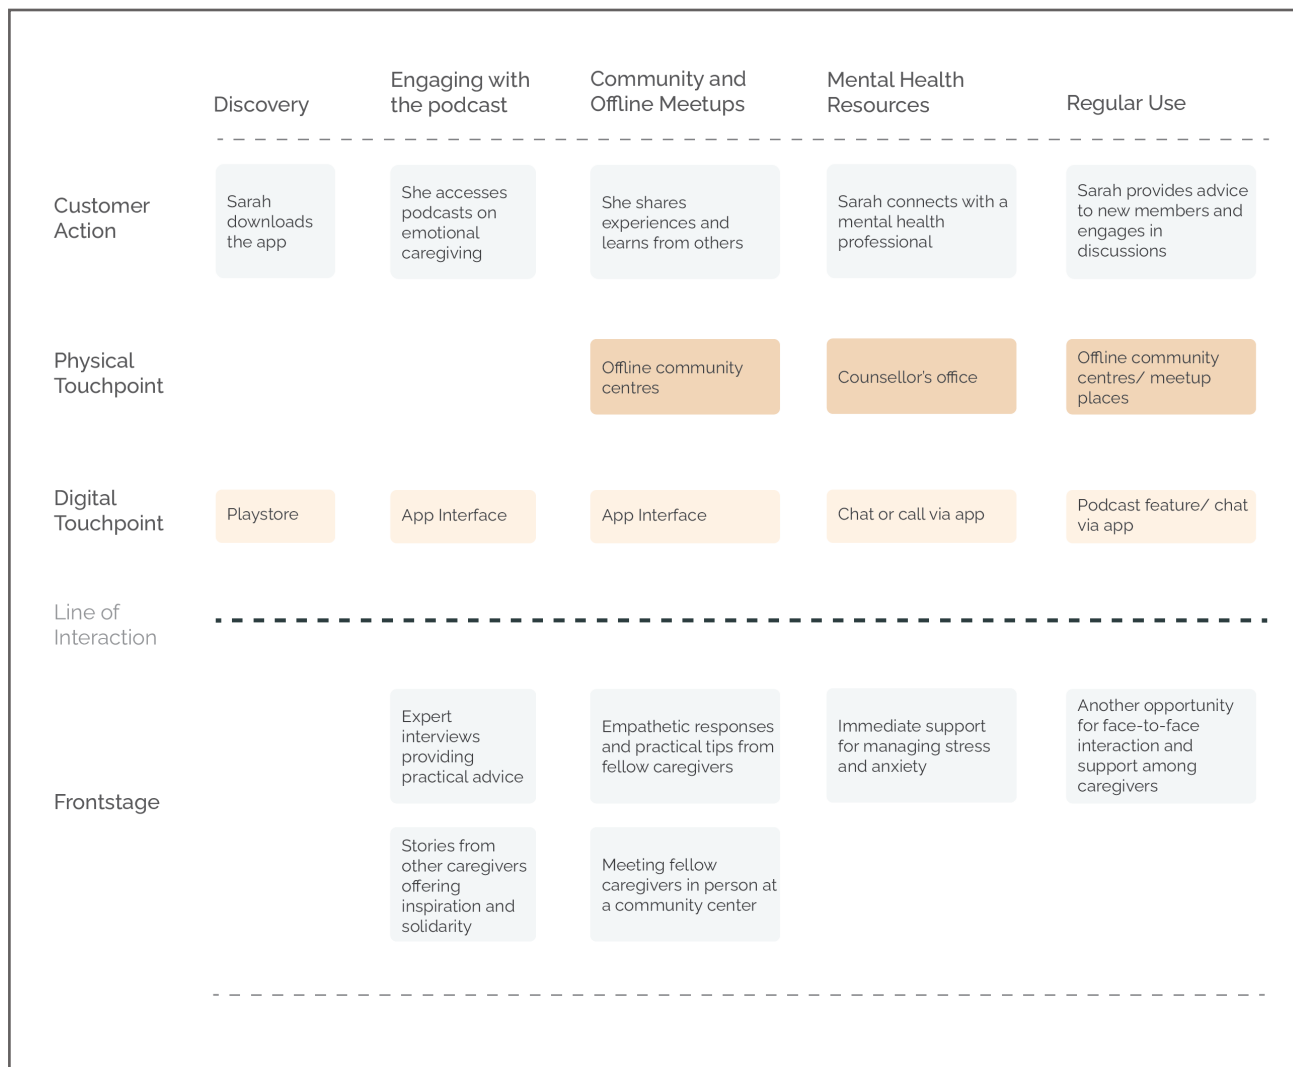 Discovery
Engaging with
the podcast
Community and
Offline Meetups
Mental Health
Resources
Regular Use
Customer
Action
Sarah
downloads
the app
She accesses
podcasts on
emotional
caregiving
She shares
experiences and
learns from others
Sarah connects with a
mental health
professional
Sarah provides advice
to new members and
engages in
discussions
Physical
Touchpoint
Offline community
centres
Counsellor's office
Offline community
centres/ meetup
places
Digital
Touchpoint
Playstore
App Interface
App Interface
Chat or call via app
Podcast feature/ chat
via app
Line of
Interaction
Frontstage
Expert
interviews
providing
practical advice
Empathetic responses
and practical tips from
fellow caregivers
Immediate support
for managing stress
and anxiety
Another opportunity
for face-to-face
interaction and
support among
caregivers
Stories from
other caregivers
offering
inspiration and
solidarity
Meeting fellow
caregivers in person at
a community center